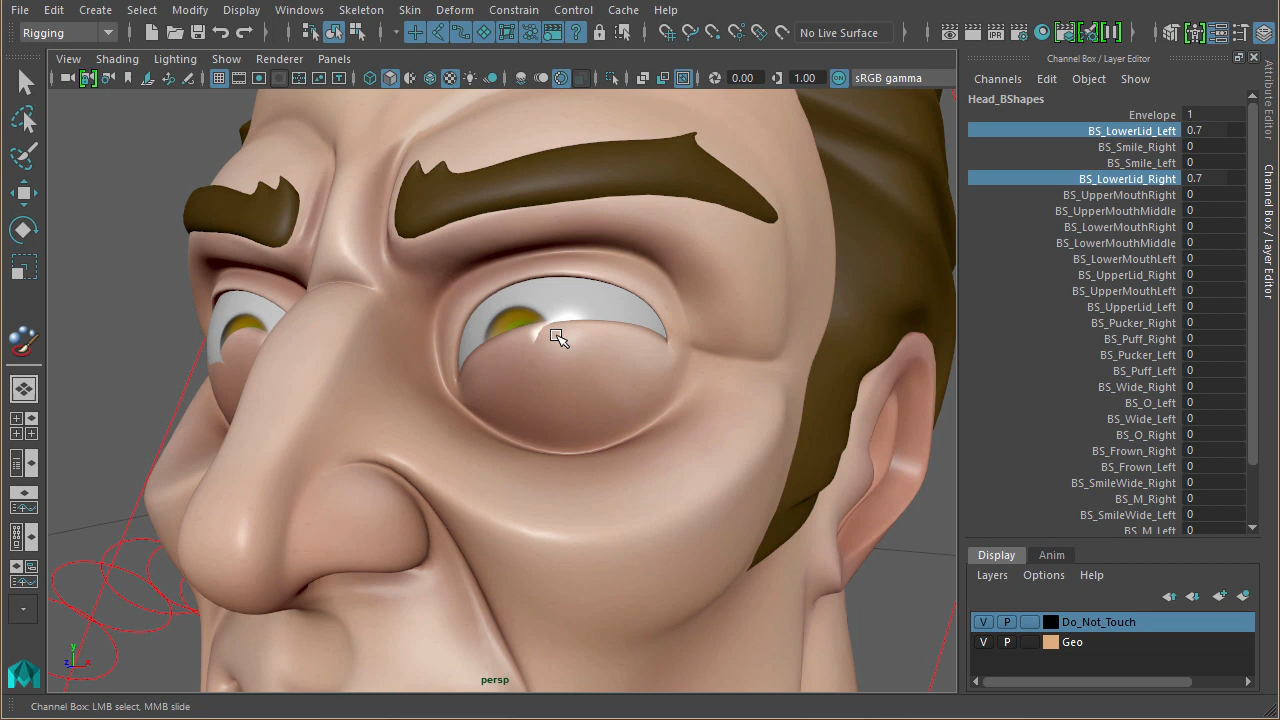 File Edit Create Select Modify Display Windows Skeleton Skin Deform Constrain Control Cache Help
Rigging No Live Surface
View Shading Lighting Show Renderer Panels
0.00 1.00 ON sRGB gamma
Channel Box / Layer Editor
Channels Edit Object Show
Head_BShapes
Envelope 1
BS_LowerLid_Left 0.7
BS_Smile_Right 0
BS_Smile_Left 0
BS_LowerLid_Right 0.7
BS_UpperMouthRight 0
BS_UpperMouthMiddle 0
BS_LowerMouthRight 0
BS_LowerMouthMiddle 0
BS_LowerMouthLeft 0
BS_UpperLid_Right 0
BS_UpperMouthLeft 0
BS_UpperLid_Left 0
BS_Pucker_Right 0
BS_Puff_Right 0
BS_Pucker_Left 0
BS_Puff_Left 0
BS_Wide_Right 0
BS_O_Left 0
BS_Wide_Left 0
BS_O_Right 0
BS_Frown_Right 0
BS_Frown_Left 0
BS_SmileWide_Right 0
BS_M_Right 0
BS_SmileWide_Left 0
BS_M_Left 0
Attribute Editor
Channel Box / Layer Editor
Display Anim
Layers Options Help
V P Do_Not_Touch
V P Geo
y
z x
persp
Channel Box: LMB select, MMB slide